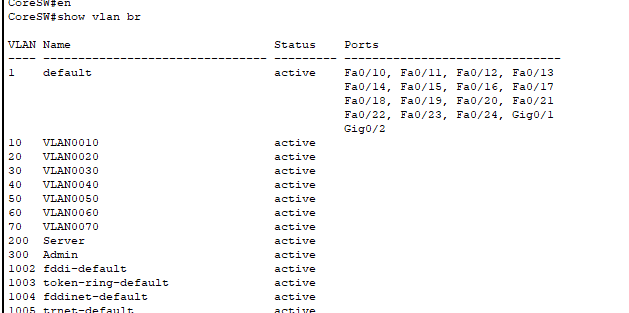 CoreSW#en
CoreSW#show vlan br
VLAN Name Status Ports
---- -------------------------------- --------- -------------------------------
1 default active Fa0/10, Fa0/11, Fa0/12, Fa0/13
Fa0/14, Fa0/15, Fa0/16, Fa0/17
Fa0/18, Fa0/19, Fa0/20, Fa0/21
Fa0/22, Fa0/23, Fa0/24, Gig0/1
Gig0/2
10 VLAN0010 active
20 VLAN0020 active
30 VLAN0030 active
40 VLAN0040 active
50 VLAN0050 active
60 VLAN0060 active
70 VLAN0070 active
200 Server active
300 Admin active
1002 fddi-default active
1003 token-ring-default active
1004 fddinet-default active
1005 trnet-default active